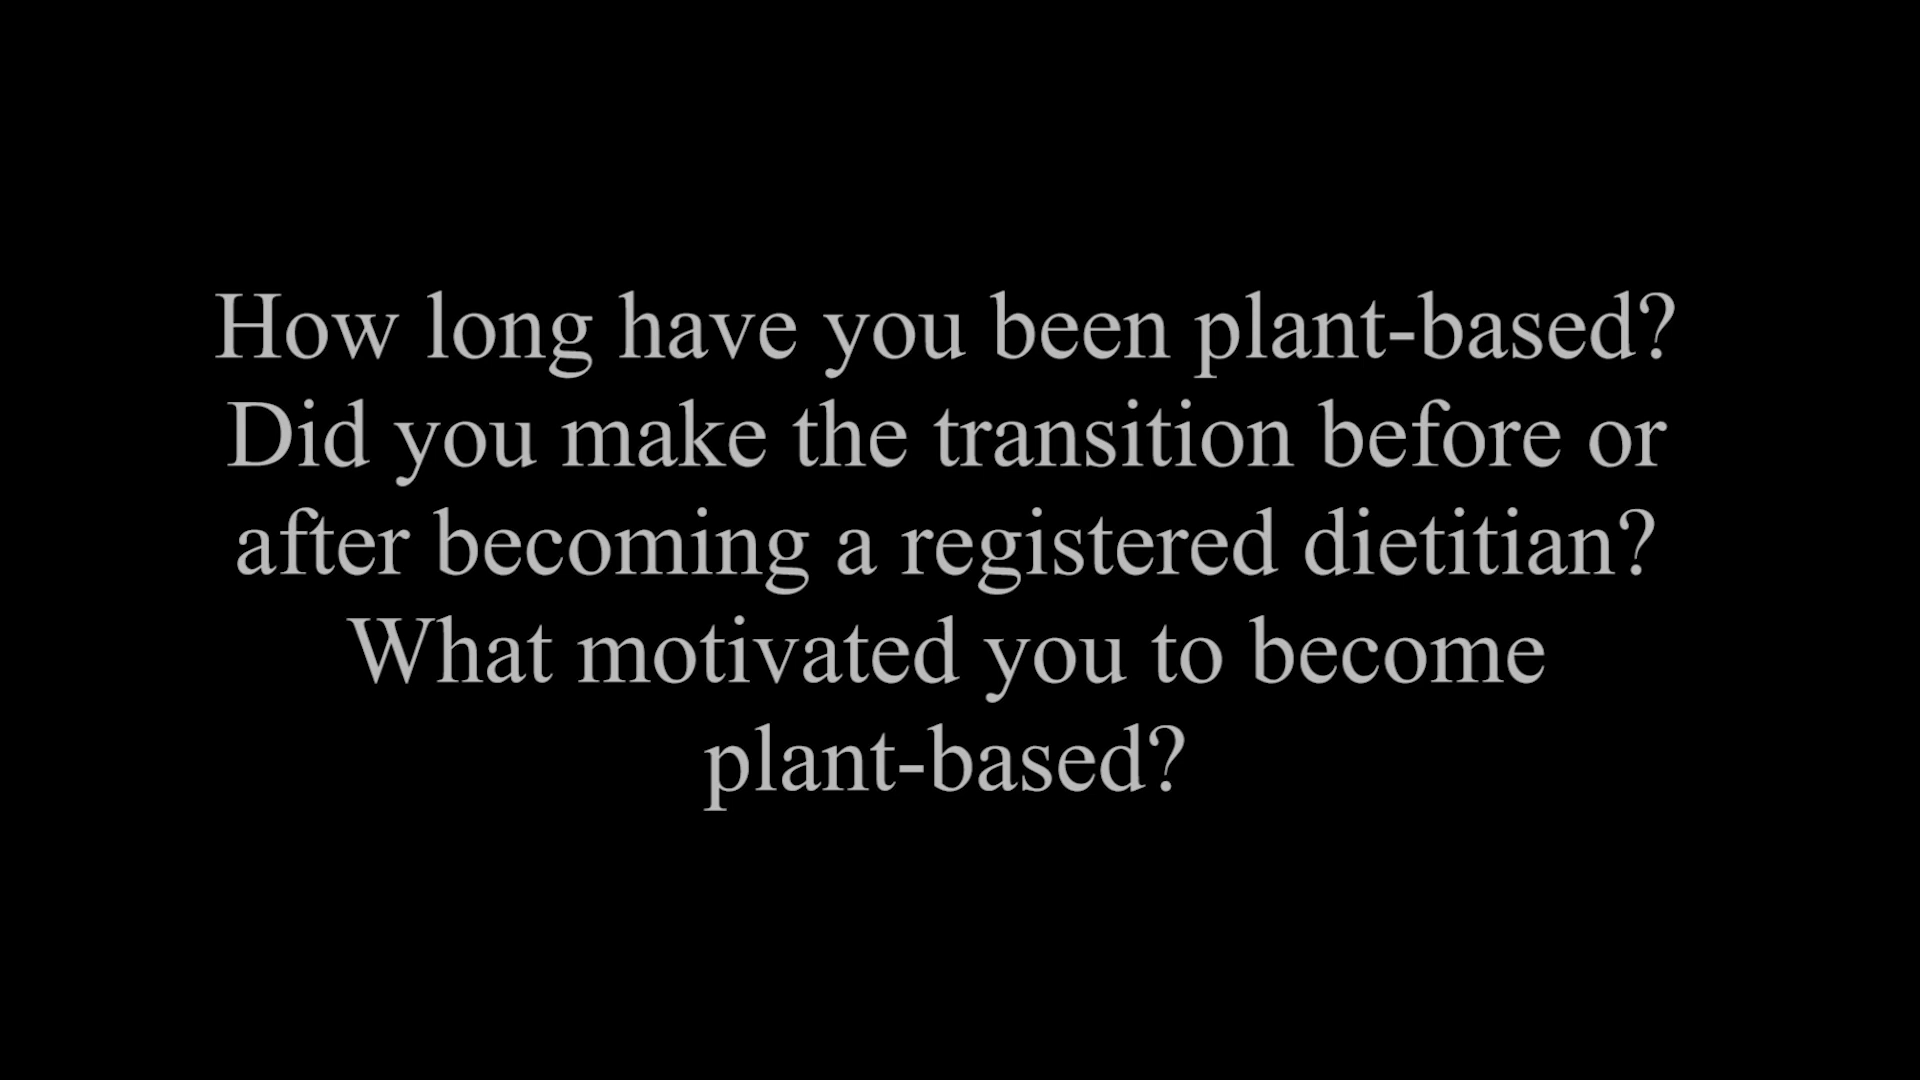 How long have you been plant-based?
Did you make the transition before or
after becoming a registered dietitian?
What motivated you to become
plant-based?